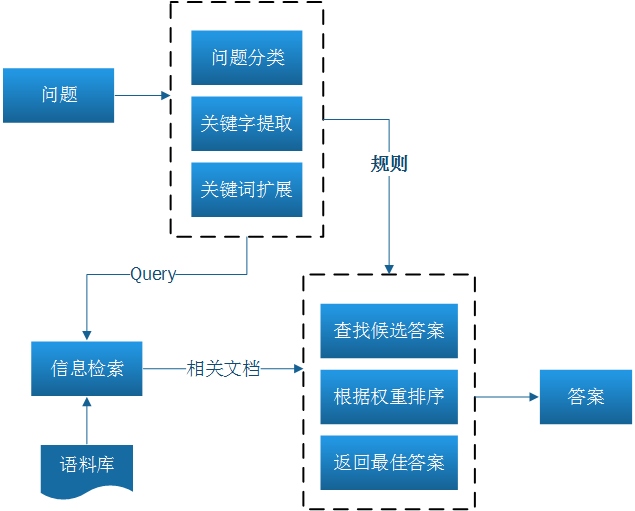 问题
问题分类
关键字提取
关键词扩展
规则
Query
信息检索
相关文档
语料库
查找候选答案
根据权重排序
返回最佳答案
答案